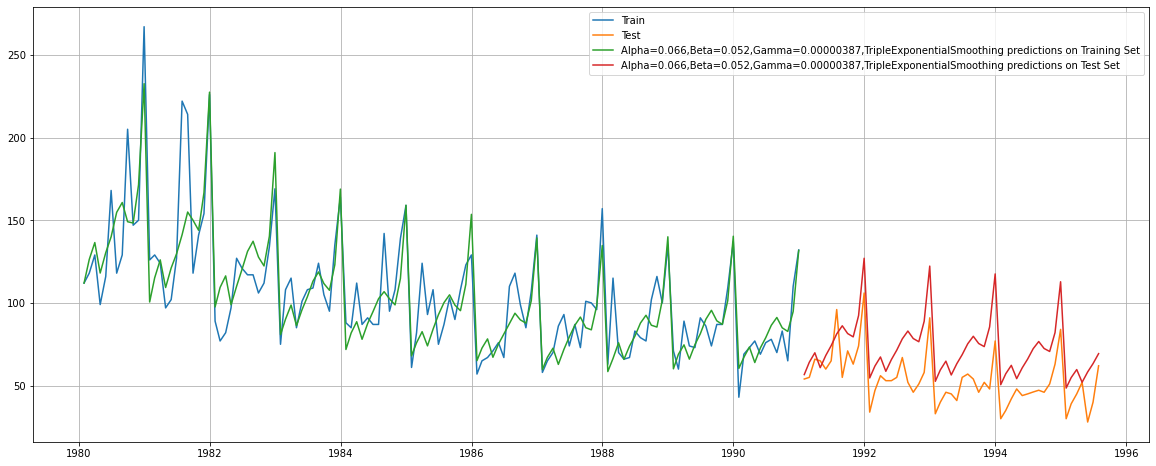 Train
Test
Alpha=0.066,Beta=0.052,Gamma=0.00000387,TripleExponentialSmoothing predictions on Training Set
Alpha=0.066,Beta=0.052,Gamma=0.00000387,TripleExponentialSmoothing predictions on Test Set
250
200
150
100
50
1980 1982 1984 1986 1988 1990 1992 1994 1996